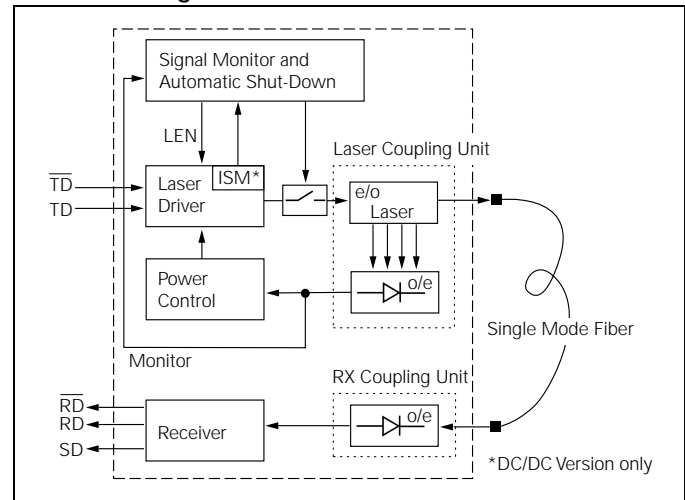 Signal Monitor and
Automatic Shut-Down
LEN
Laser Coupling Unit
TD
TD
Laser
Driver
ISM*
e/o
Laser
Power
Control
o/e
Single Mode Fiber
Monitor
RX Coupling Unit
RD
RD
SD
Receiver
o/e
*DC/DC Version only